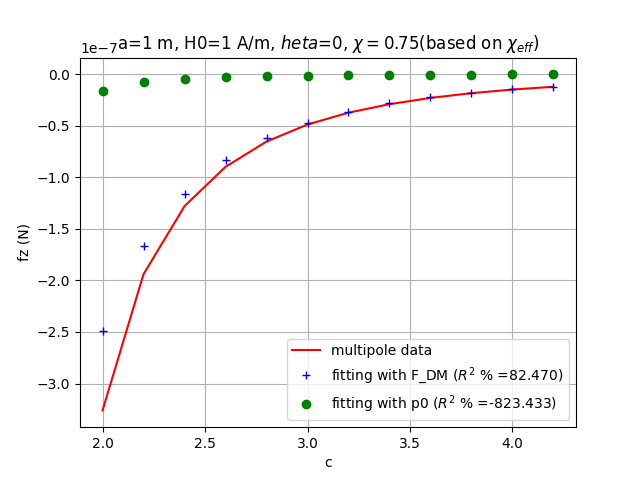 1e−7
a=1 m, H0=1 A/m, heta=0, χ = 0.75(based on χ_eff)
0.0
−0.5
−1.0
−1.5
−2.0
−2.5
−3.0
fz (N)
multipole data
fitting with F_DM (R² % =82.470)
fitting with p0 (R² % =-823.433)
2.0 2.5 3.0 3.5 4.0
c